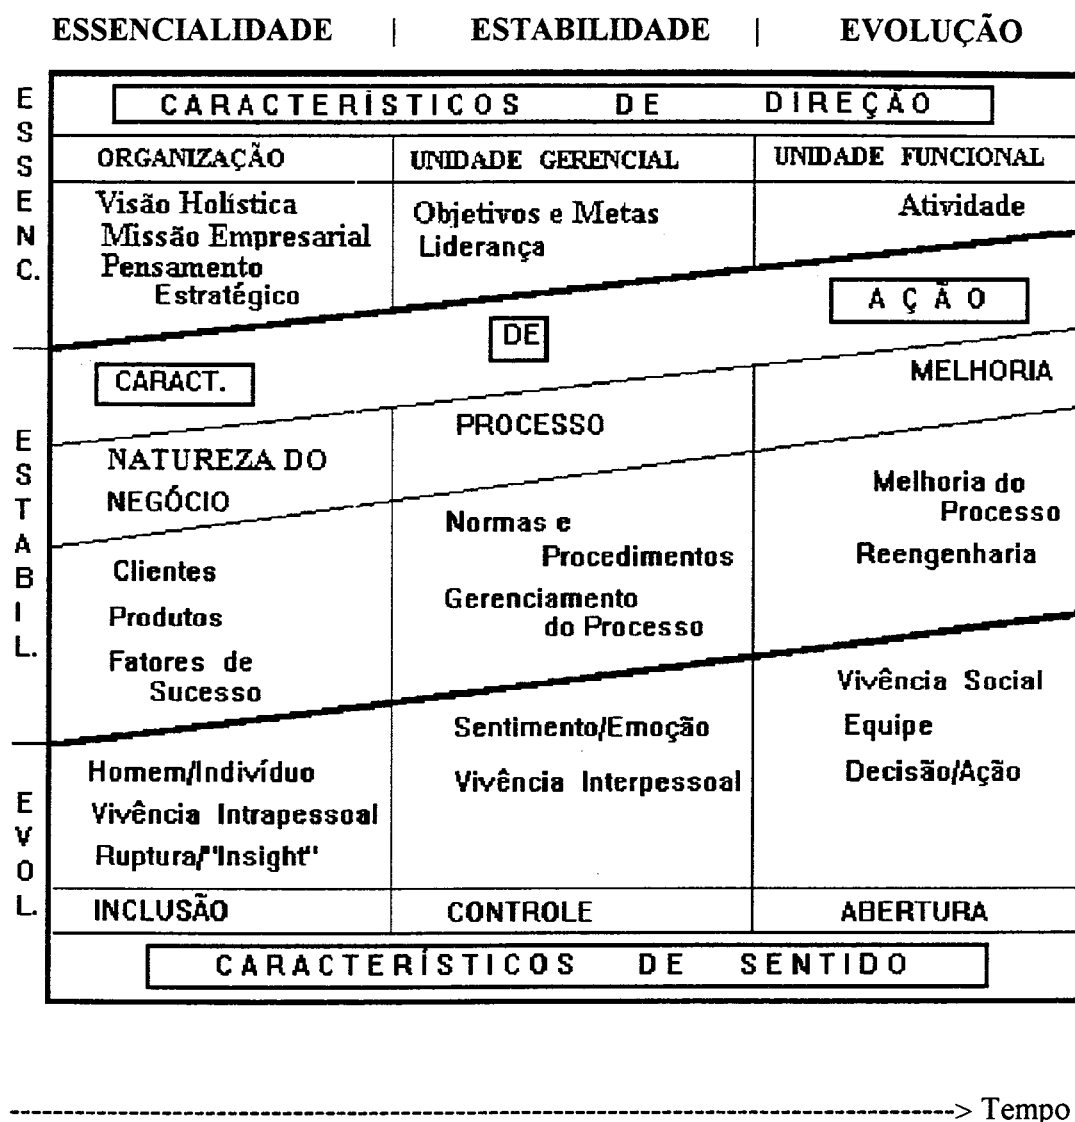 ESSENCIALIDADE | ESTABILIDADE | EVOLUÇÃO
ESSENC.
CARACTERÍSTICOS DE DIREÇÃO
ORGANIZAÇÃO UNIDADE GERENCIAL UNIDADE FUNCIONAL
Visão Holística
Missão Empresarial
Pensamento
Estratégico
Objetivos e Metas
Liderança
Atividade
ESTABIL.
CARACT. DE AÇÃO
NATUREZA DO
NEGÓCIO
PROCESSO
MELHORIA
Clientes
Produtos
Fatores de
Sucesso
Normas e
Procedimentos
Gerenciamento
do Processo
Melhoria do
Processo
Reengenharia
EVOL.
Homem/Indivíduo
Vivência Intrapessoal
Ruptura/"Insight"
Sentimento/Emoção
Vivência Interpessoal
Vivência Social
Equipe
Decisão/Ação
INCLUSÃO CONTROLE ABERTURA
CARACTERÍSTICOS DE SENTIDO
> Tempo